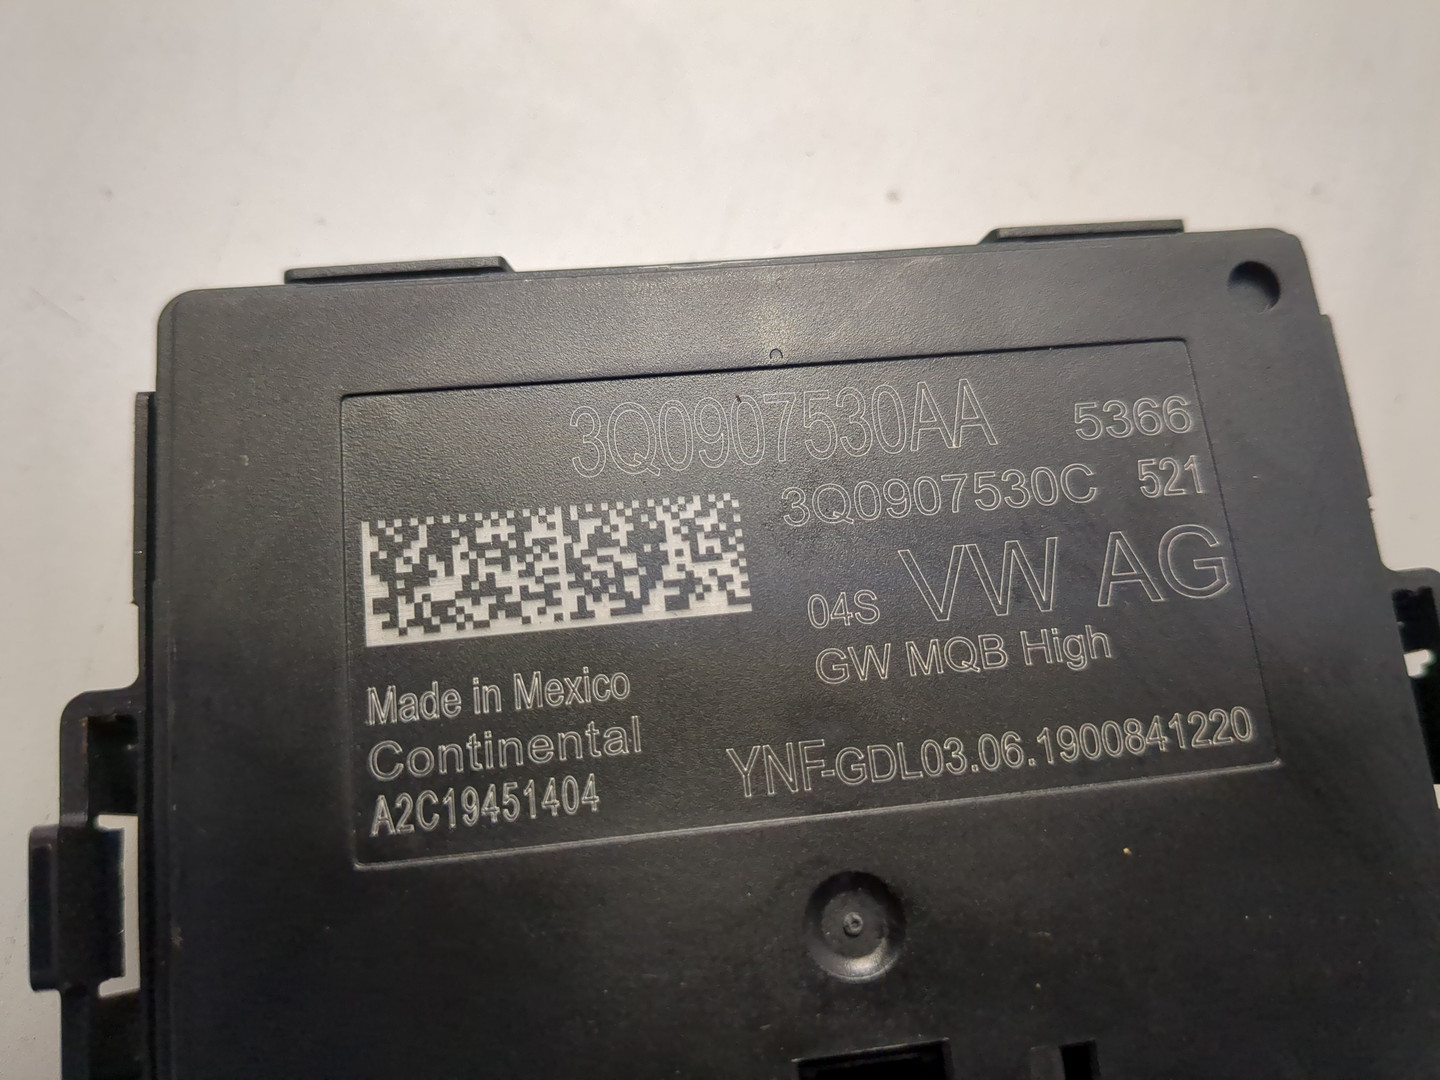 3Q0907530AA 5366
3Q0907530C 521
04S VW AG
GW MQB High
Made in Mexico
Continental
A2C19451404
YNF-GDL03.06.1900841220